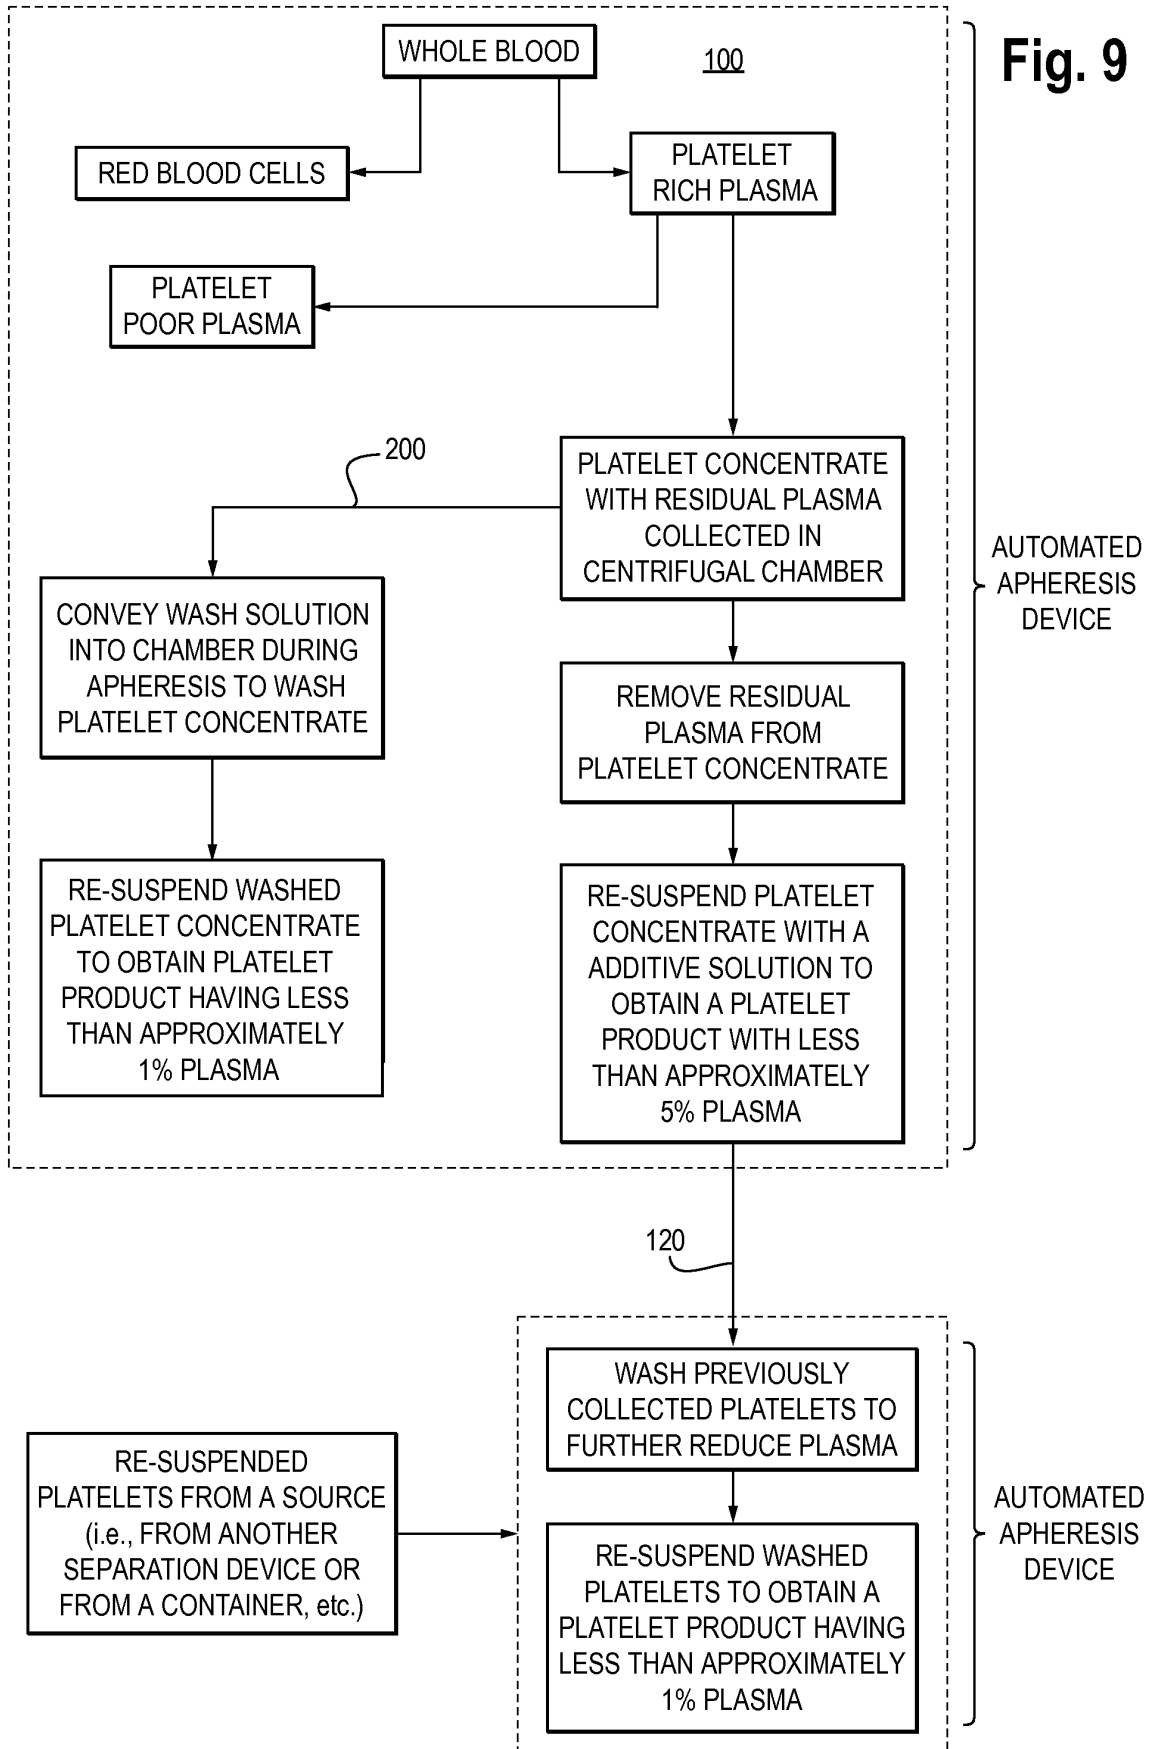 WHOLE BLOOD
100
Fig. 9
RED BLOOD CELLS
PLATELET
RICH PLASMA
PLATELET
POOR PLASMA
200
PLATELET CONCENTRATE
WITH RESIDUAL PLASMA
COLLECTED IN
CENTRIFUGAL CHAMBER
AUTOMATED
APHERESIS
DEVICE
CONVEY WASH SOLUTION
INTO CHAMBER DURING
APHERESIS TO WASH
PLATELET CONCENTRATE
REMOVE RESIDUAL
PLASMA FROM
PLATELET CONCENTRATE
RE-SUSPEND WASHED
PLATELET CONCENTRATE
TO OBTAIN PLATELET
PRODUCT HAVING LESS
THAN APPROXIMATELY
1% PLASMA
RE-SUSPEND PLATELET
CONCENTRATE WITH A
ADDITIVE SOLUTION TO
OBTAIN A PLATELET
PRODUCT WITH LESS
THAN APPROXIMATELY
5% PLASMA
120
WASH PREVIOUSLY
COLLECTED PLATELETS TO
FURTHER REDUCE PLASMA
RE-SUSPENDED
PLATELETS FROM A SOURCE
(i.e., FROM ANOTHER
SEPARATION DEVICE OR
FROM A CONTAINER, etc.)
RE-SUSPEND WASHED
PLATELETS TO OBTAIN A
PLATELET PRODUCT HAVING
LESS THAN APPROXIMATELY
1% PLASMA
AUTOMATED
APHERESIS
DEVICE